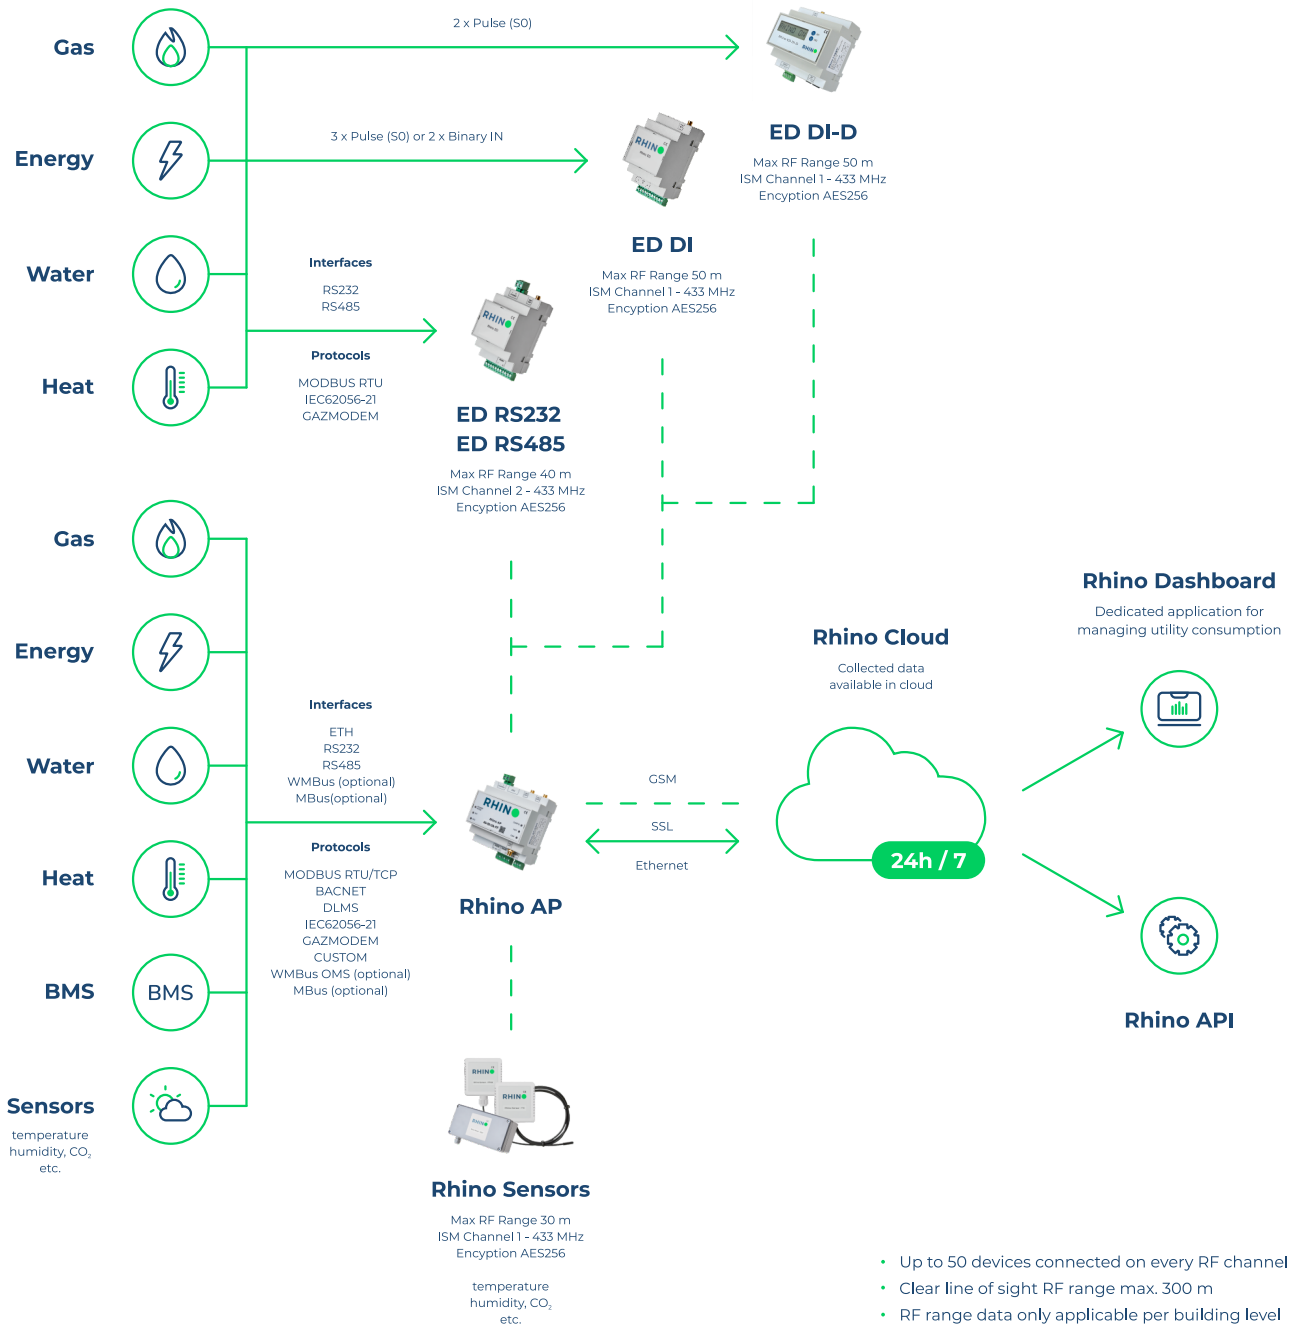 Gas
2 x Pulse (S0)
Energy
3 x Pulse (S0) or 2 x Binary IN
Water
Heat
Interfaces
RS232
RS485
Protocols
MODBUS RTU
IEC62056-21
GAZMODEM
RHINO
ED DI-D
Max RF Range 50 m
ISM Channel 1 - 433 MHz
Encyption AES256
RHINO
ED DI
Max RF Range 50 m
ISM Channel 1 - 433 MHz
Encyption AES256
RHINO
ED RS232
ED RS485
Max RF Range 40 m
ISM Channel 2 - 433 MHz
Encyption AES256
Gas
Energy
Water
Heat
BMS
BMS
Sensors
temperature
humidity, CO₂
etc.
Interfaces
ETH
RS232
RS485
WMBus (optional)
MBus(optional)
Protocols
MODBUS RTU/TCP
BACNET
DLMS
IEC62056-21
GAZMODEM
CUSTOM
WMBus OMS (optional)
MBus (optional)
RHINO
Rhino AP
GSM
SSL
Ethernet
Rhino Cloud
Collected data
available in cloud
24h / 7
Rhino Dashboard
Dedicated application for
managing utility consumption
Rhino API
RHINO
RHINO
RHINO
Rhino Sensors
Max RF Range 30 m
ISM Channel 1 - 433 MHz
Encyption AES256
temperature
humidity, CO₂
etc.
• Up to 50 devices connected on every RF channel
• Clear line of sight RF range max. 300 m
• RF range data only applicable per building level